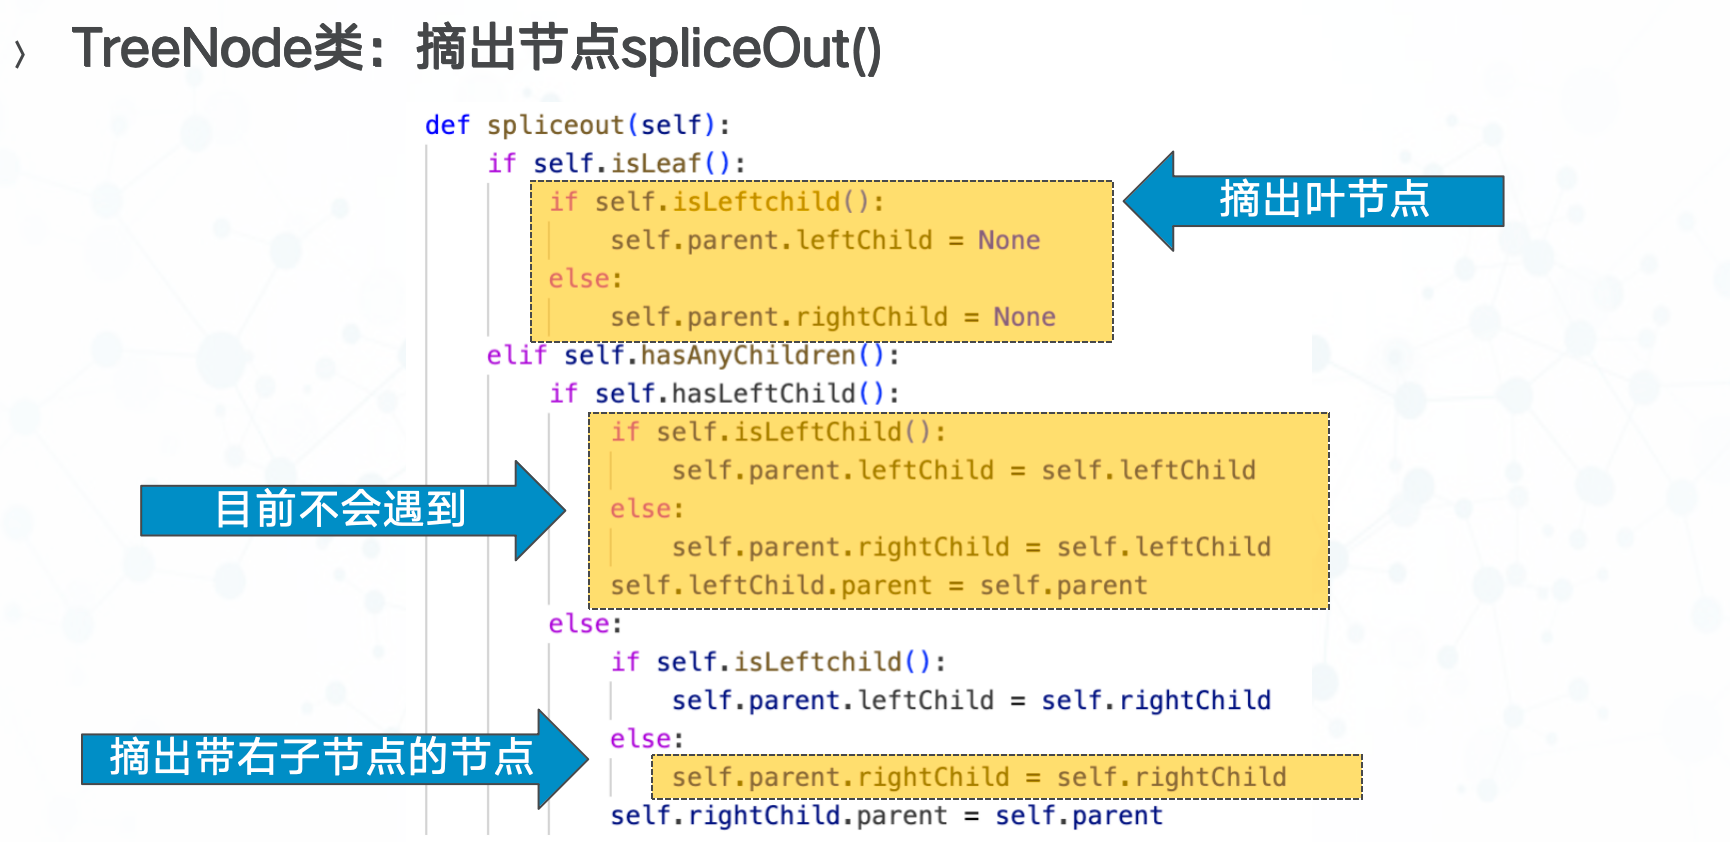 › TreeNode类：摘出节点spliceOut()
def spliceout(self):
if self.isLeaf():
if self.isLeftchild():
摘出叶节点
self.parent.leftChild = None
else:
self.parent.rightChild = None
elif self.hasAnyChildren():
if self.hasLeftChild():
if self.isLeftChild():
self.parent.leftChild = self.leftChild
目前不会遇到
else:
self.parent.rightChild = self.leftChild
self.leftChild.parent = self.parent
else:
if self.isLeftchild():
self.parent.leftChild = self.rightChild
else:
摘出带右子节点的节点
self.parent.rightChild = self.rightChild
self.rightChild.parent = self.parent